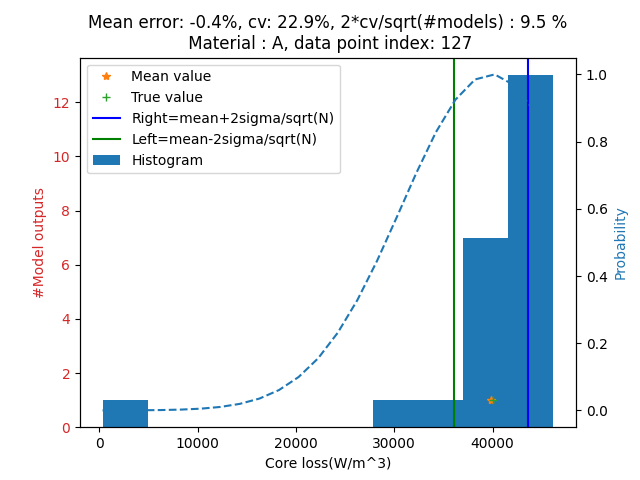 Mean error: -0.4%, cv: 22.9%, 2*cv/sqrt(#models) : 9.5 %
Material : A, data point index: 127
Mean value
True value
Right=mean+2sigma/sqrt(N)
Left=mean-2sigma/sqrt(N)
Histogram
#Model outputs
12
10
8
6
4
2
0
Probability
1.0
0.8
0.6
0.4
0.2
0.0
0
10000
20000
30000
40000
Core loss(W/m^3)